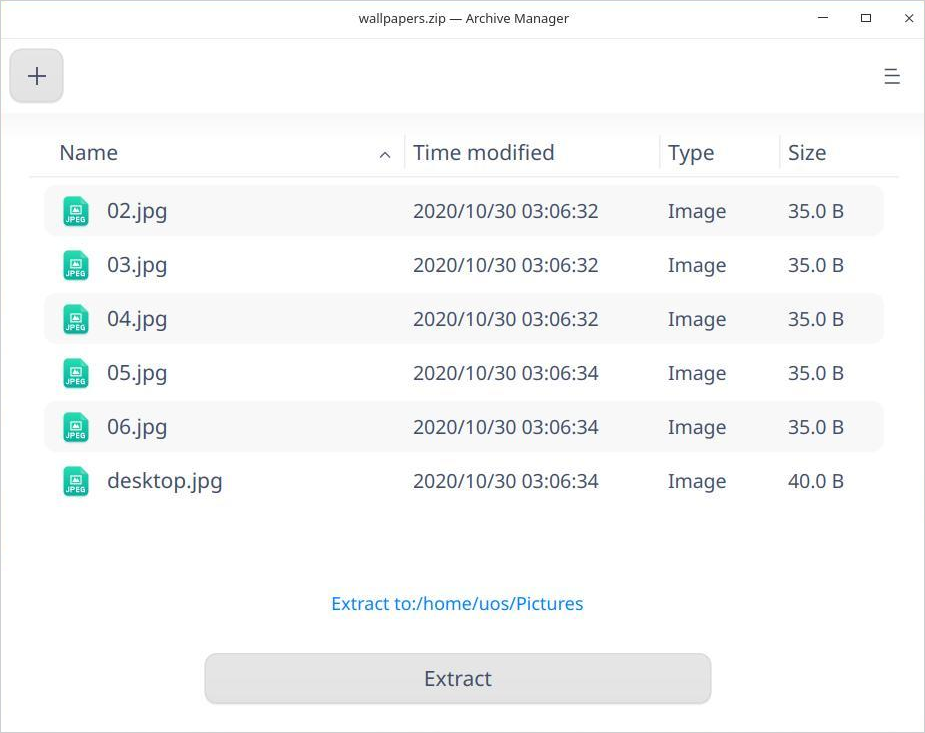 wallpapers.zip — Archive Manager
Name Time modified Type Size
JPEG 02.jpg 2020/10/30 03:06:32 Image 35.0 B
JPEG 03.jpg 2020/10/30 03:06:32 Image 35.0 B
JPEG 04.jpg 2020/10/30 03:06:32 Image 35.0 B
JPEG 05.jpg 2020/10/30 03:06:34 Image 35.0 B
JPEG 06.jpg 2020/10/30 03:06:34 Image 35.0 B
JPEG desktop.jpg 2020/10/30 03:06:34 Image 40.0 B
Extract to:/home/uos/Pictures
Extract